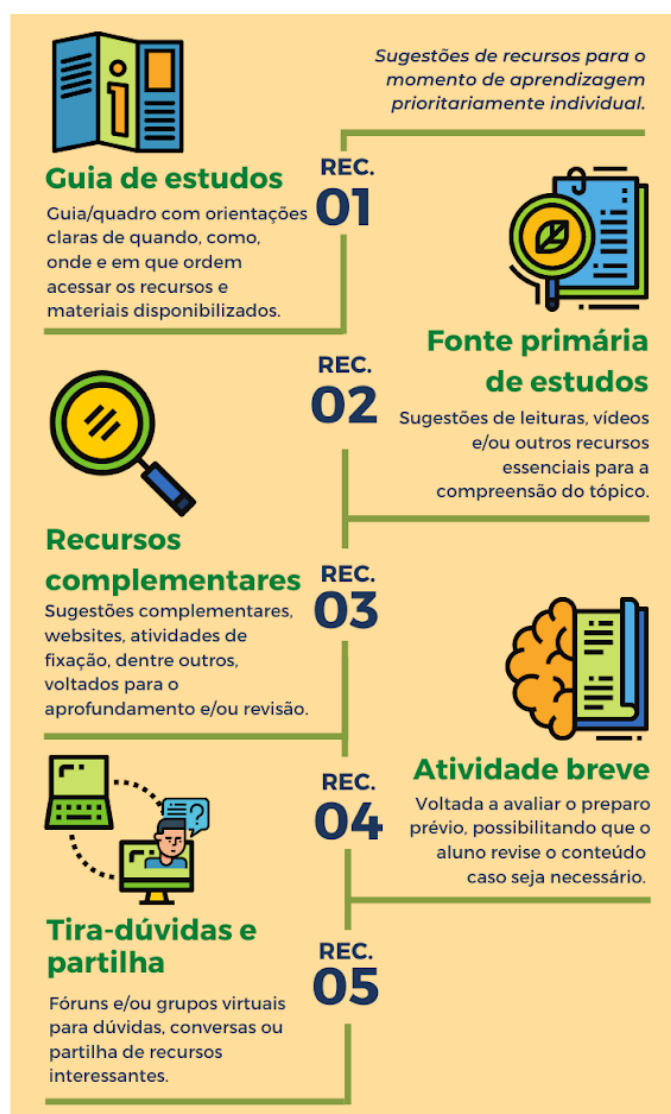 Sugestões de recursos para o
momento de aprendizagem
prioritariamente individual.
REC.
01
Guia de estudos
Guia/quadro com orientações
claras de quando, como,
onde e em que ordem
acessar os recursos e
materiais disponibilizados.
REC.
02
Fonte primária
de estudos
Sugestões de leituras, vídeos
e/ou outros recursos
essenciais para a
compreensão do tópico.
REC.
03
Recursos
complementares
Sugestões complementares,
websites, atividades de
fixação, dentre outros,
voltados para o
aprofundamento e/ou revisão.
REC.
04
Atividade breve
Voltada a avaliar o preparo
prévio, possibilitando que o
aluno revise o conteúdo
caso seja necessário.
REC.
05
Tira-dúvidas e
partilha
Fóruns e/ou grupos virtuais
para dúvidas, conversas ou
partilha de recursos
interessantes.